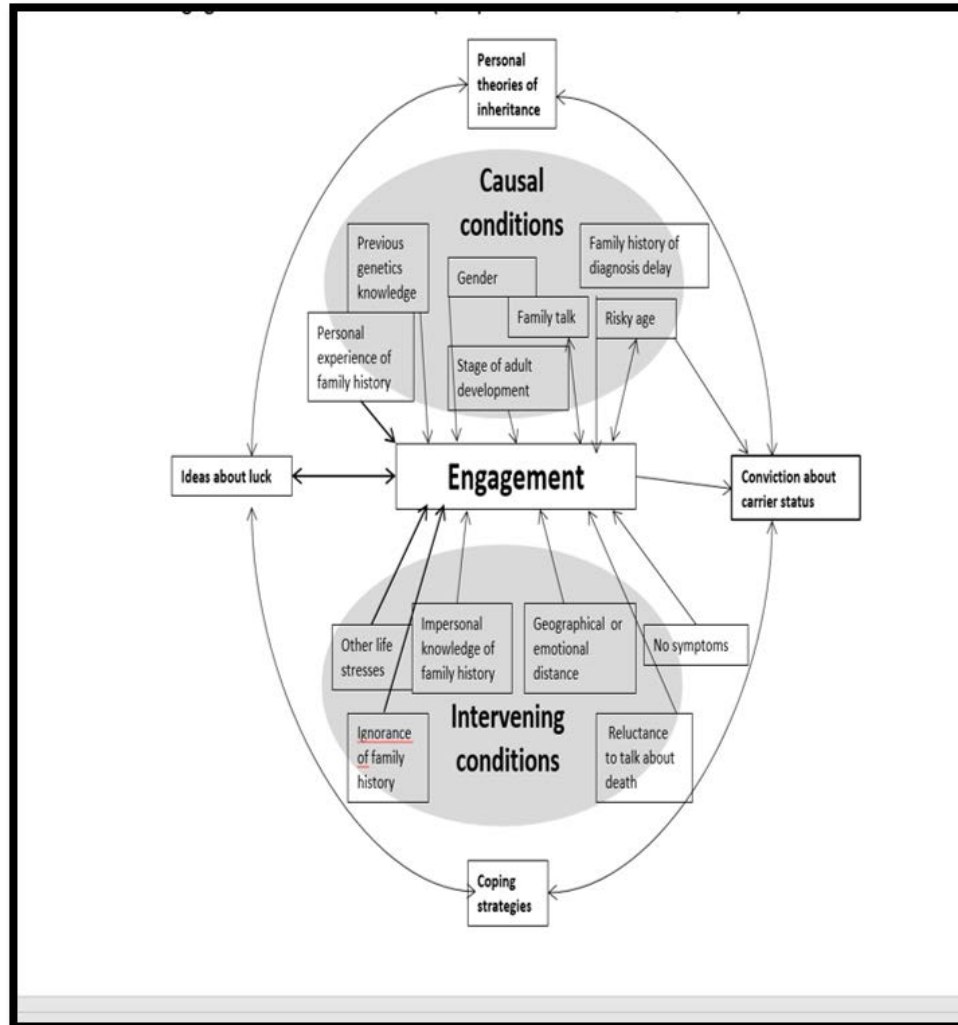 Personal
theories of
inheritance
Causal
conditions
Previous
genetics
knowledge
Gender
Family history of
diagnosis delay
Family talk
Risky age
Personal
experience of
family history
Stage of adult
development
Ideas about luck
Engagement
Conviction about
carrier status
Other life
stresses
Impersonal
knowledge of
family history
Geographical or
emotional
distance
No symptoms
Intervening
conditions
Ignorance
of family
history
Reluctance
to talk about
death
Coping
strategies